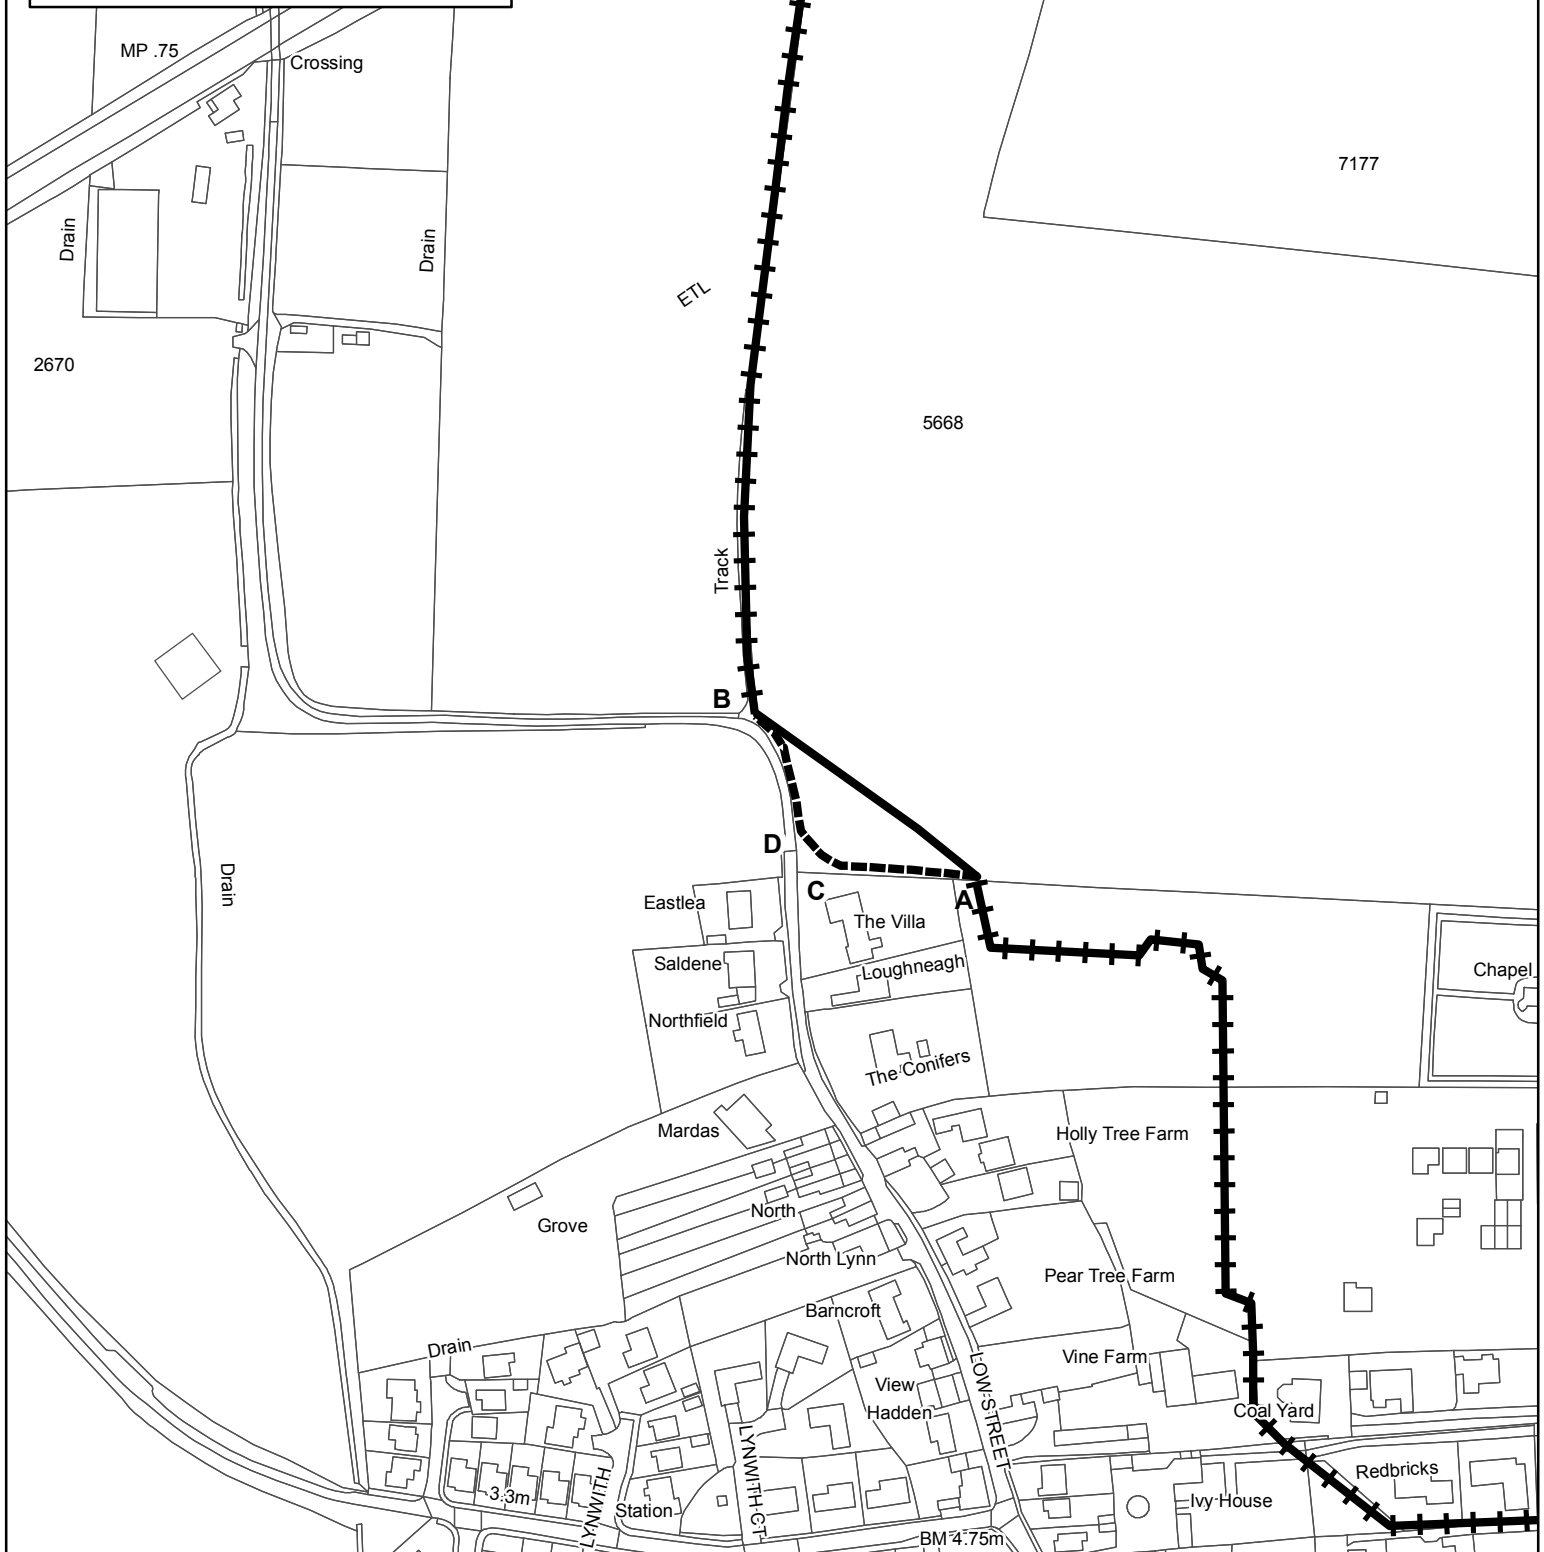 MP .75
Crossing
7177
Drain
Drain
ETL
2670
5668
Track
B
D
Drain
C
A
Eastlea
The Villa
Saldene
Loughneagh
Chapel
Northfield
The Conifers
Mardas
Holly Tree Farm
North
Grove
North Lynn
Pear Tree Farm
Barncroft
Drain
Vine Farm
View
Hadden
LOW STREET
Coal Yard
LYNWITH CT
Redbricks
3.3m
LYNWITH
Station
Ivy House
BM 4.75m